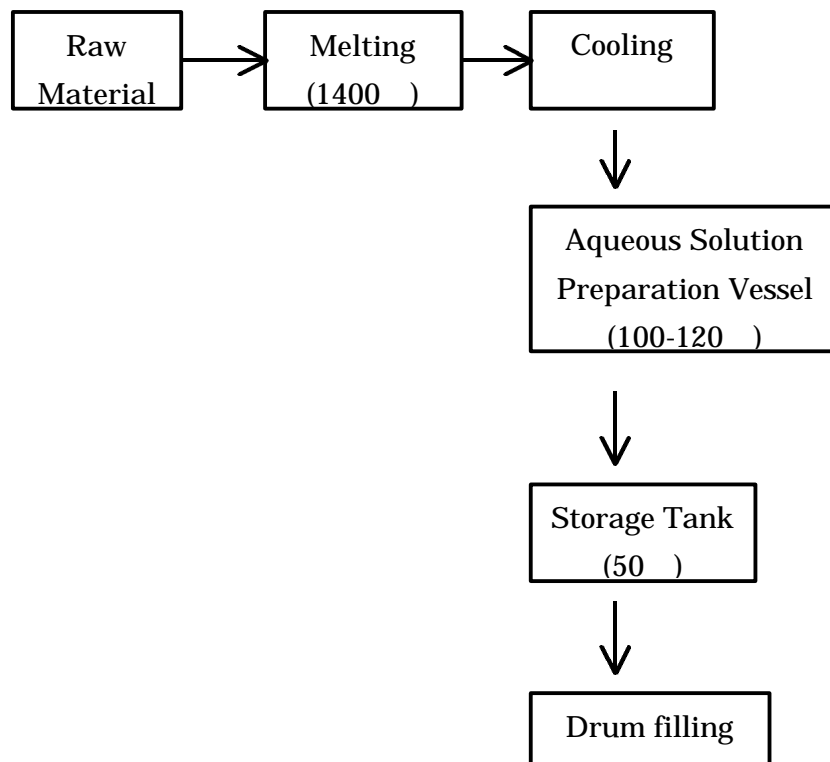 Raw
Material
Melting
(1400 )
Cooling
Aqueous Solution
Preparation Vessel
(100-120 )
Storage Tank
(50 )
Drum filling